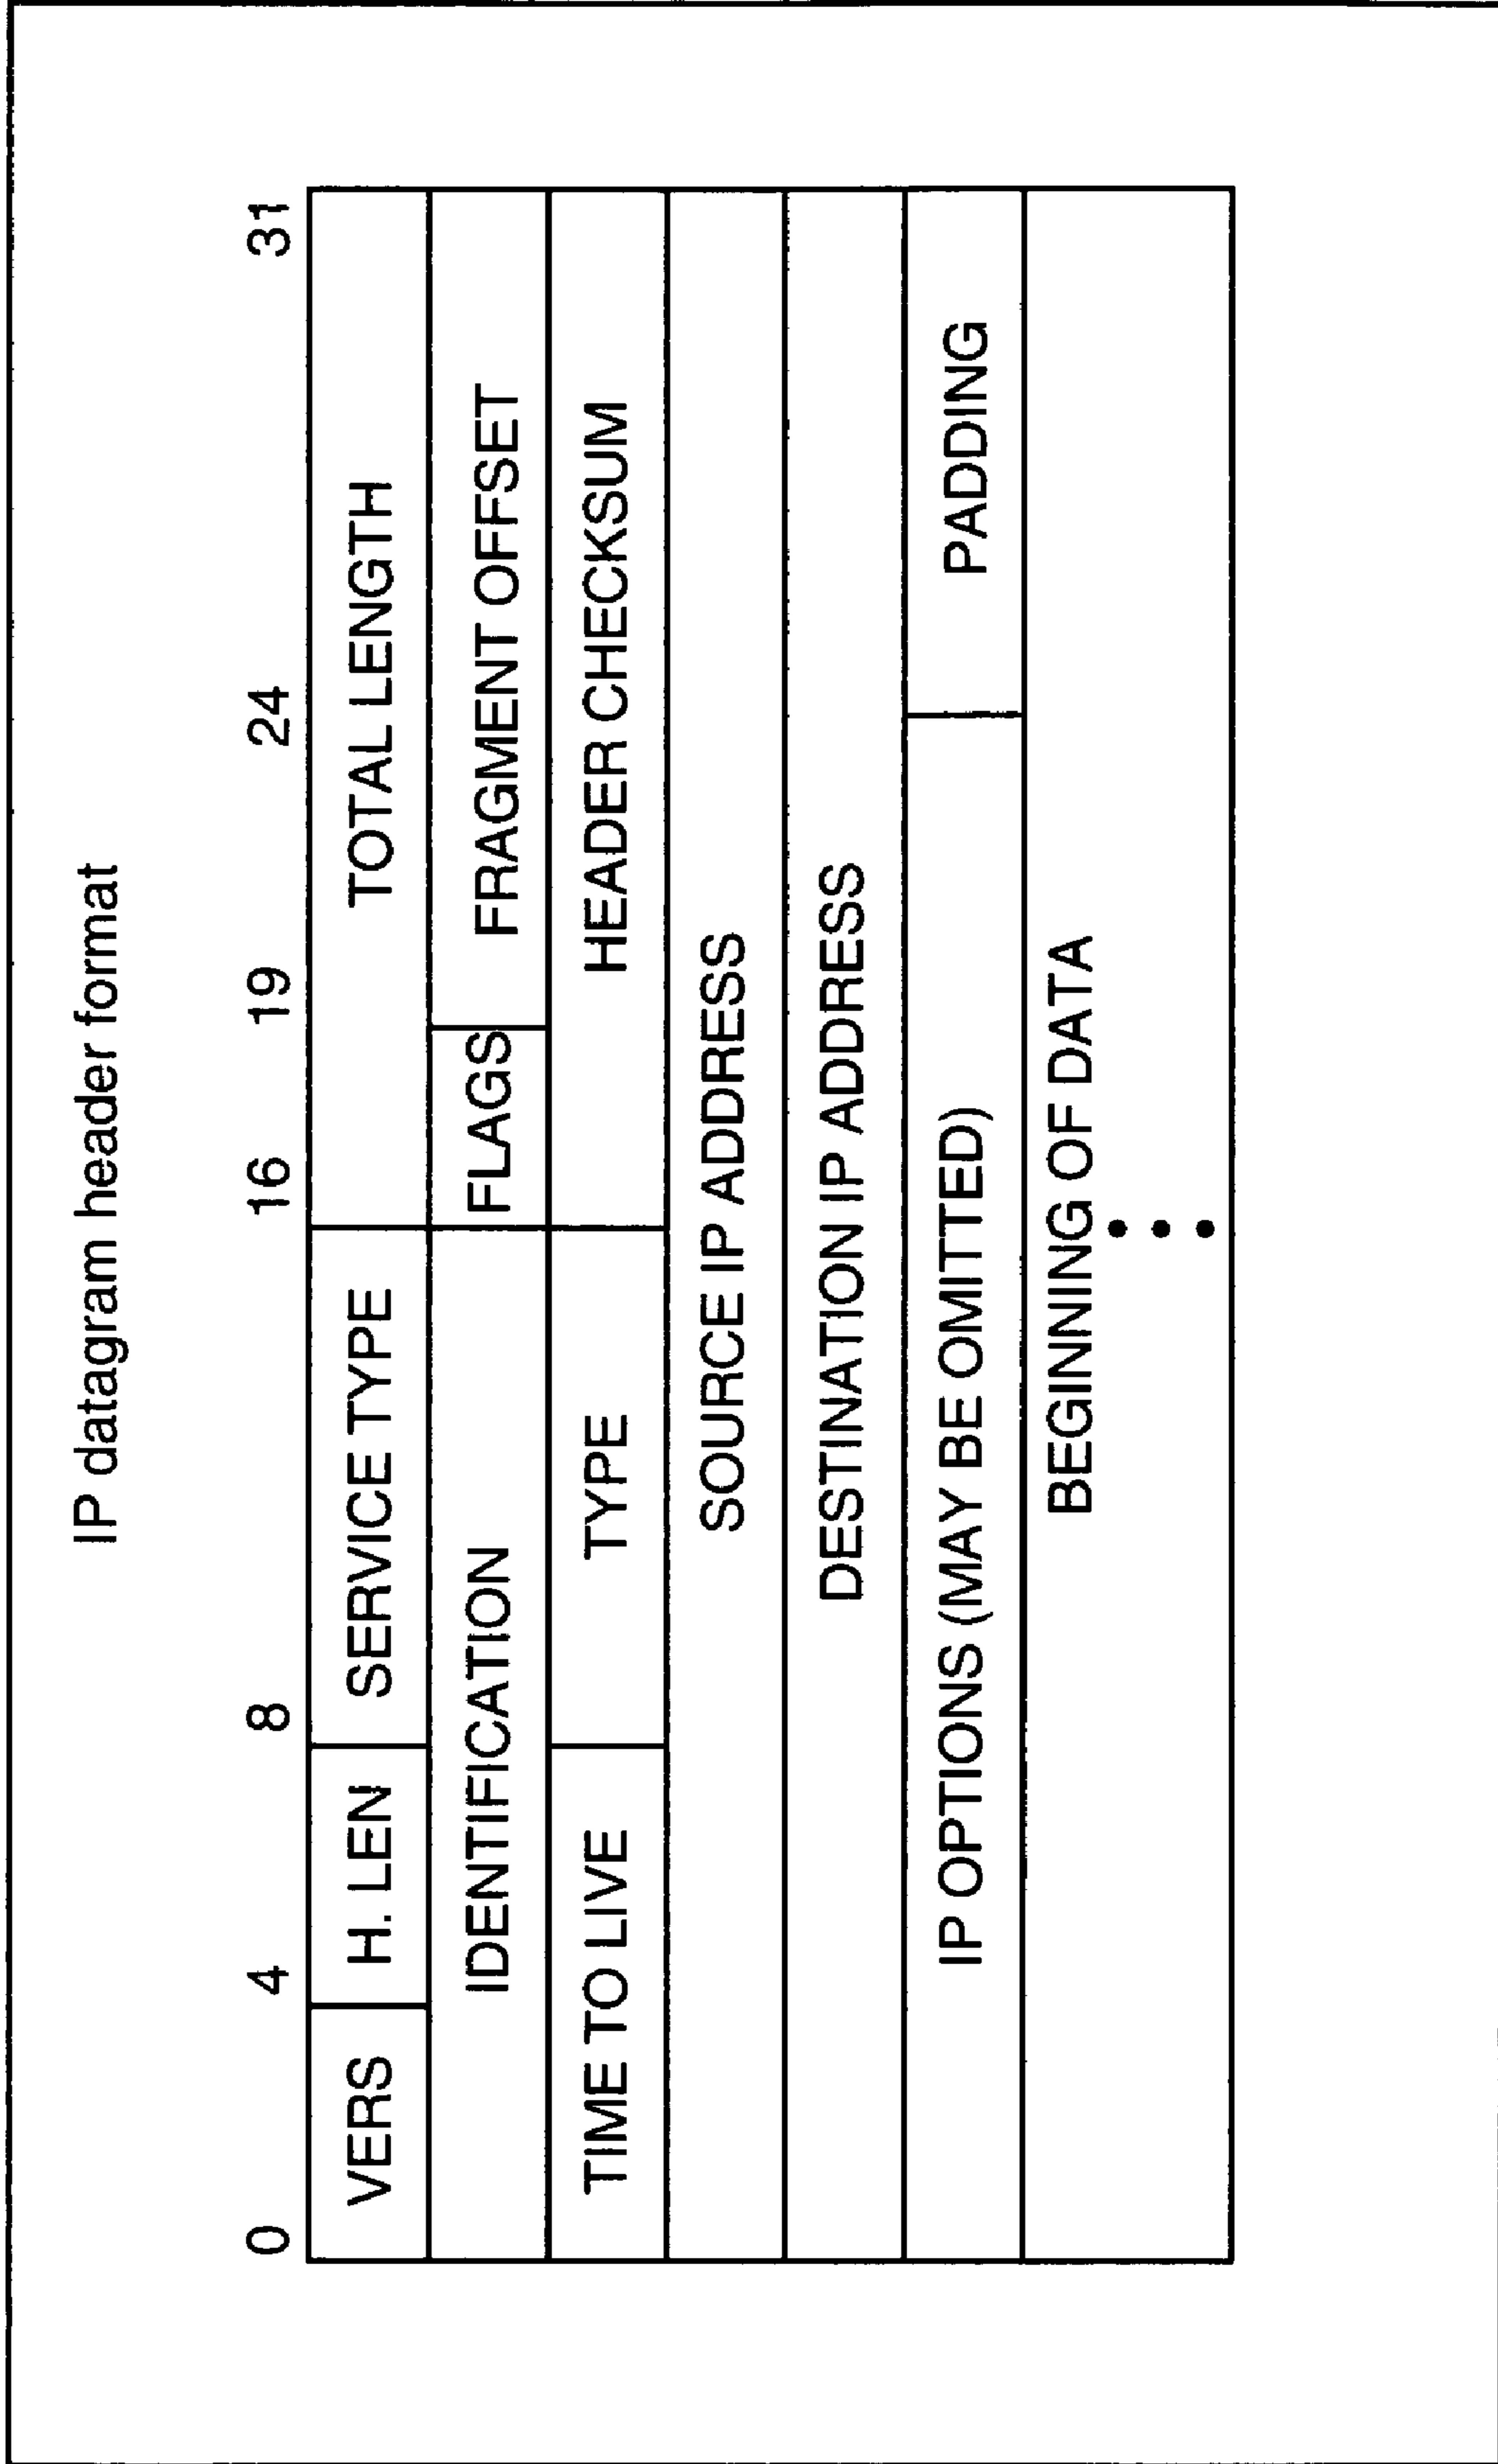 IP datagram header format
0 4 8 16 19 24 31
VERS H. LEN SERVICE TYPE TOTAL LENGTH
IDENTIFICATION FLAGS FRAGMENT OFFSET
TIME TO LIVE TYPE HEADER CHECKSUM
SOURCE IP ADDRESS
DESTINATION IP ADDRESS
IP OPTIONS (MAY BE OMITTED) PADDING
BEGINNING OF DATA